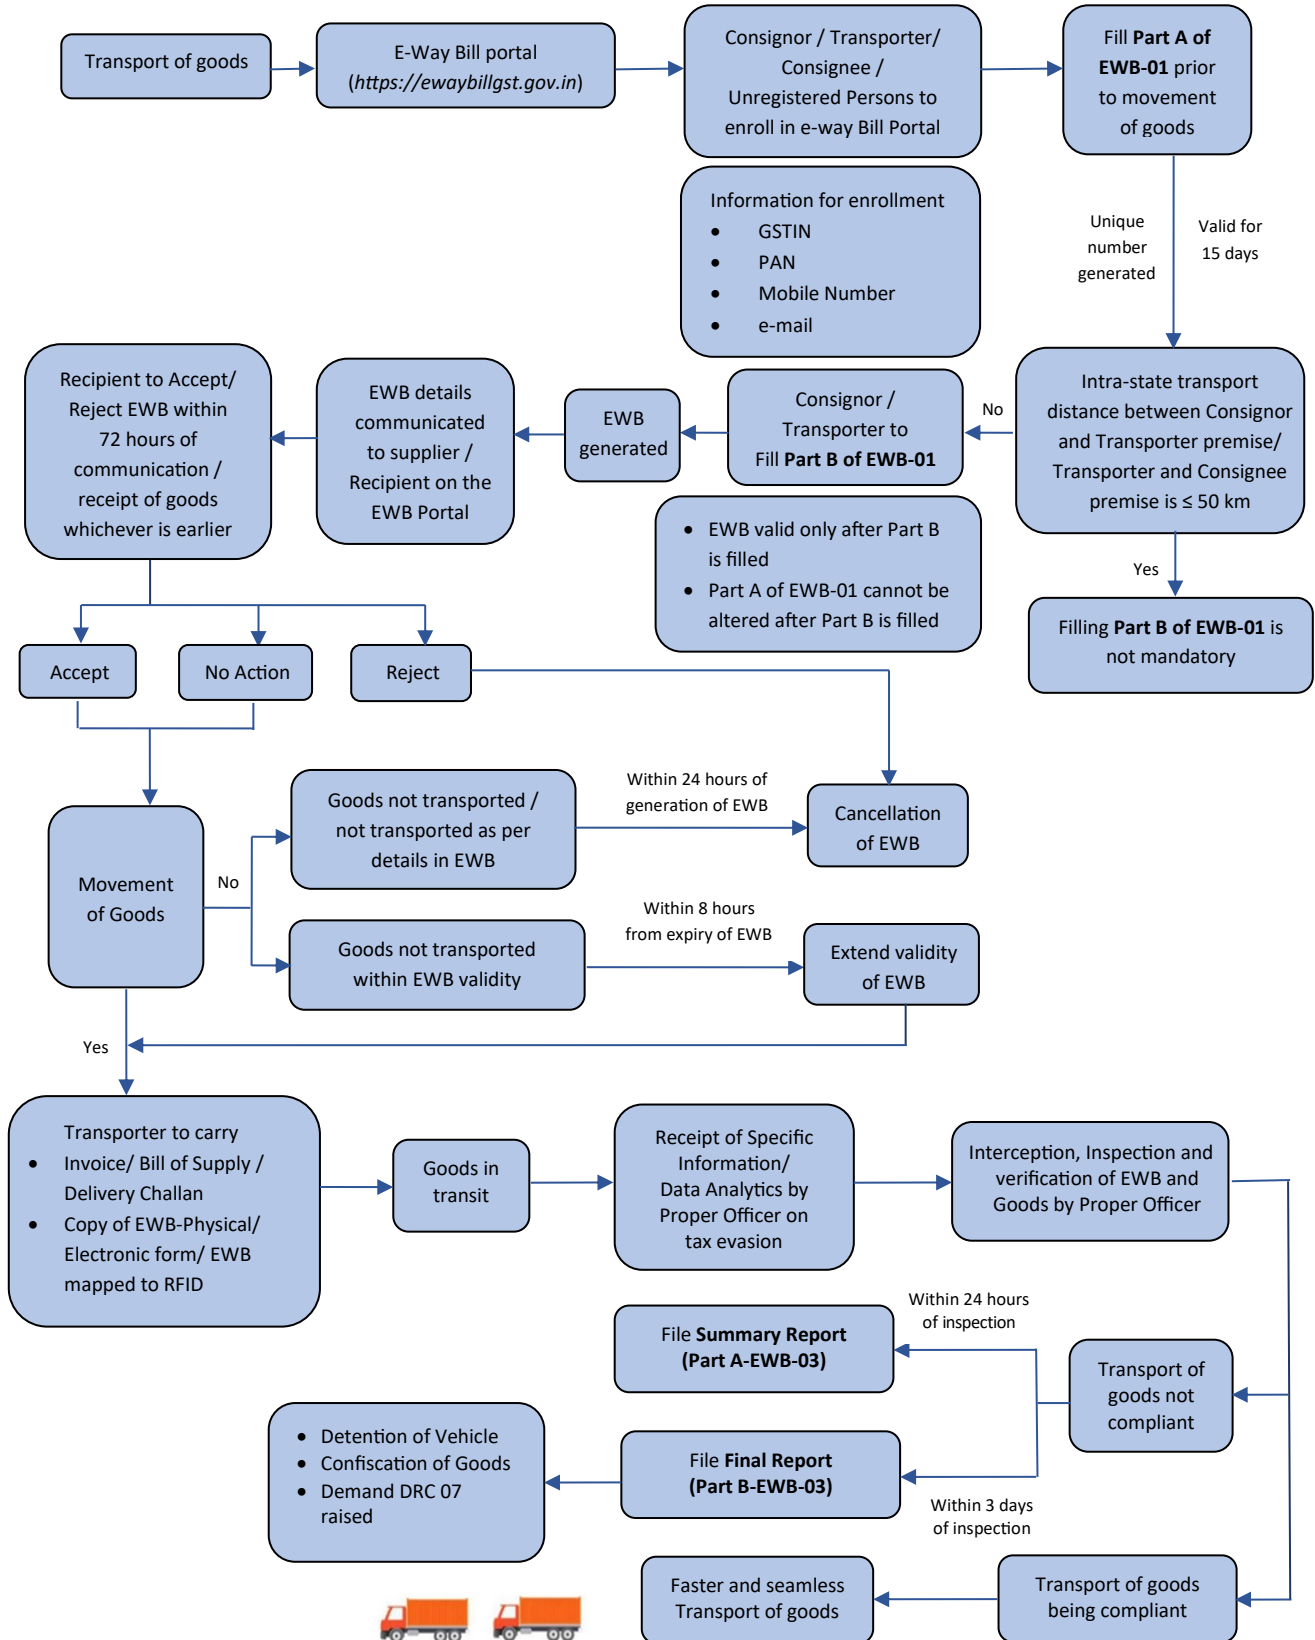 Transport of goods
E-Way Bill portal
(https://ewaybillgst.gov.in)
Consignor / Transporter/
Consignee /
Unregistered Persons to
enroll in e-way Bill Portal
Fill Part A of
EWB-01 prior
to movement
of goods
Information for enrollment
• GSTIN
• PAN
• Mobile Number
• e-mail
Unique
number
generated
Valid for
15 days
Recipient to Accept/
Reject EWB within
72 hours of
communication /
receipt of goods
whichever is earlier
EWB details
communicated
to supplier /
Recipient on the
EWB Portal
EWB
generated
Consignor /
Transporter to
Fill Part B of EWB-01
No
Intra-state transport
distance between Consignor
and Transporter premise/
Transporter and Consignee
premise is ≤ 50 km
• EWB valid only after Part B
is filled
• Part A of EWB-01 cannot be
altered after Part B is filled
Yes
Filling Part B of EWB-01 is
not mandatory
Accept
No Action
Reject
Movement
of Goods
No
Goods not transported /
not transported as per
details in EWB
Within 24 hours of
generation of EWB
Cancellation
of EWB
Goods not transported
within EWB validity
Within 8 hours
from expiry of EWB
Extend validity
of EWB
Yes
Transporter to carry
• Invoice/ Bill of Supply /
Delivery Challan
• Copy of EWB-Physical/
Electronic form/ EWB
mapped to RFID
Goods in
transit
Receipt of Specific
Information/
Data Analytics by
Proper Officer on
tax evasion
Interception, Inspection and
verification of EWB and
Goods by Proper Officer
Within 24 hours
of inspection
File Summary Report
(Part A-EWB-03)
Transport of
goods not
compliant
• Detention of Vehicle
• Confiscation of Goods
• Demand DRC 07
raised
File Final Report
(Part B-EWB-03)
Within 3 days
of inspection
Faster and seamless
Transport of goods
Transport of goods
being compliant